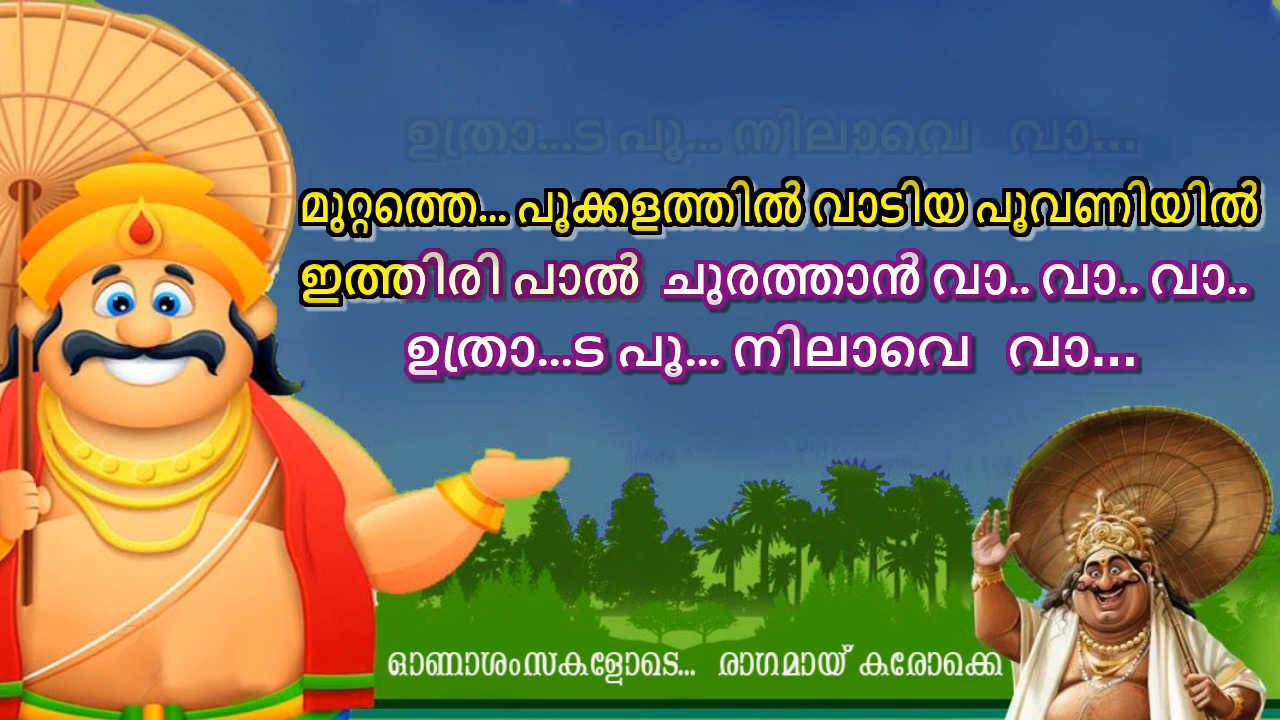 ഉത്രാ...ട പൂ... നിലാവെ വാ...
മുറ്റത്തെ... പൂക്കളത്തിൽ വാടിയ പൂവണിയിൽ
ഇത്തിരി പാൽ ചുരത്താൻ വാ.. വാ.. വാ..
ഉത്രാ...ട പൂ... നിലാവെ വാ...
ഓണാശംസകളോടെ... രാഗമായ് കരോക്കെ